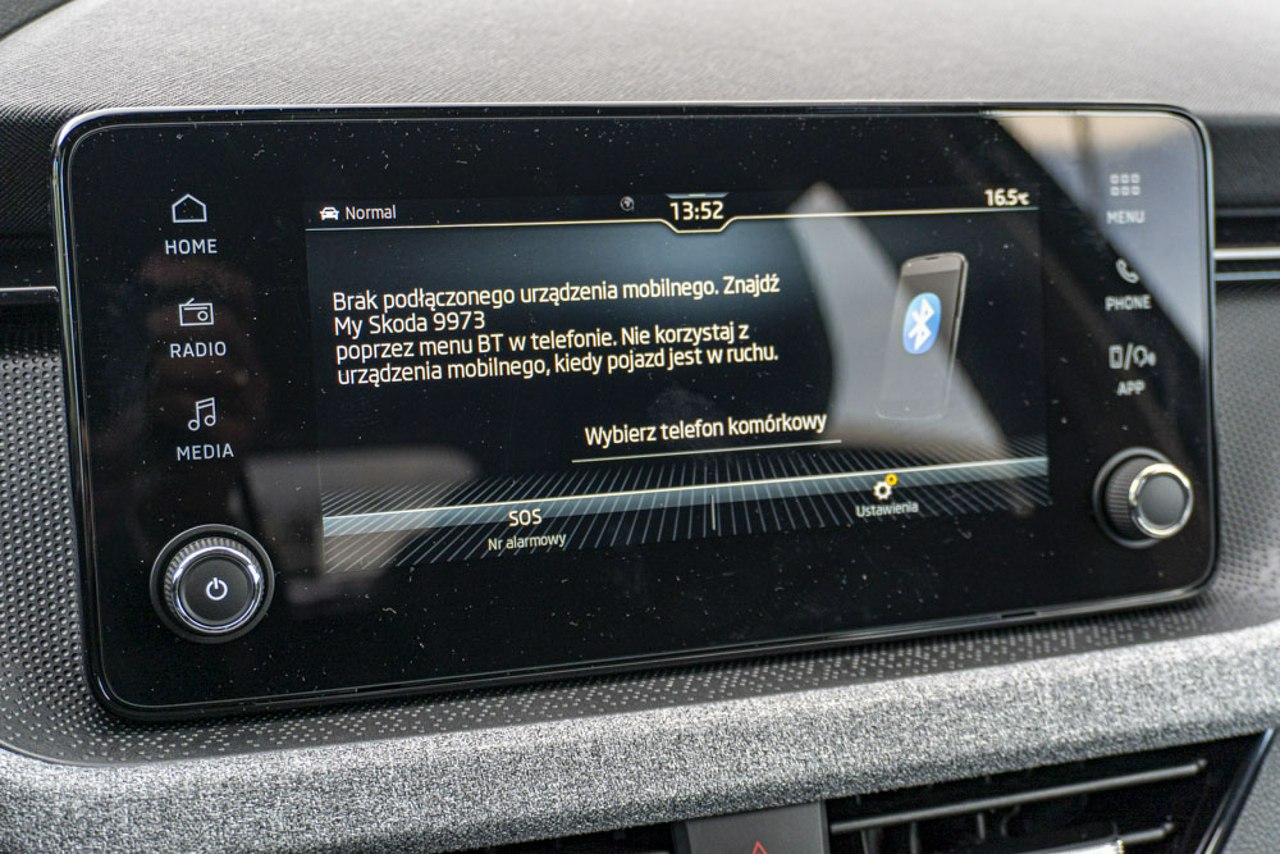 Normal
13:52
16.5°C
HOME
RADIO
MEDIA
Brak podłączonego urządzenia mobilnego. Znajdź
My Skoda 9973
poprzez menu BT w telefonie. Nie korzystaj z
urządzenia mobilnego, kiedy pojazd jest w ruchu.
Wybierz telefon komórkowy
SOS
Nr alarmowy
Ustawienia
MENU
PHONE
APP